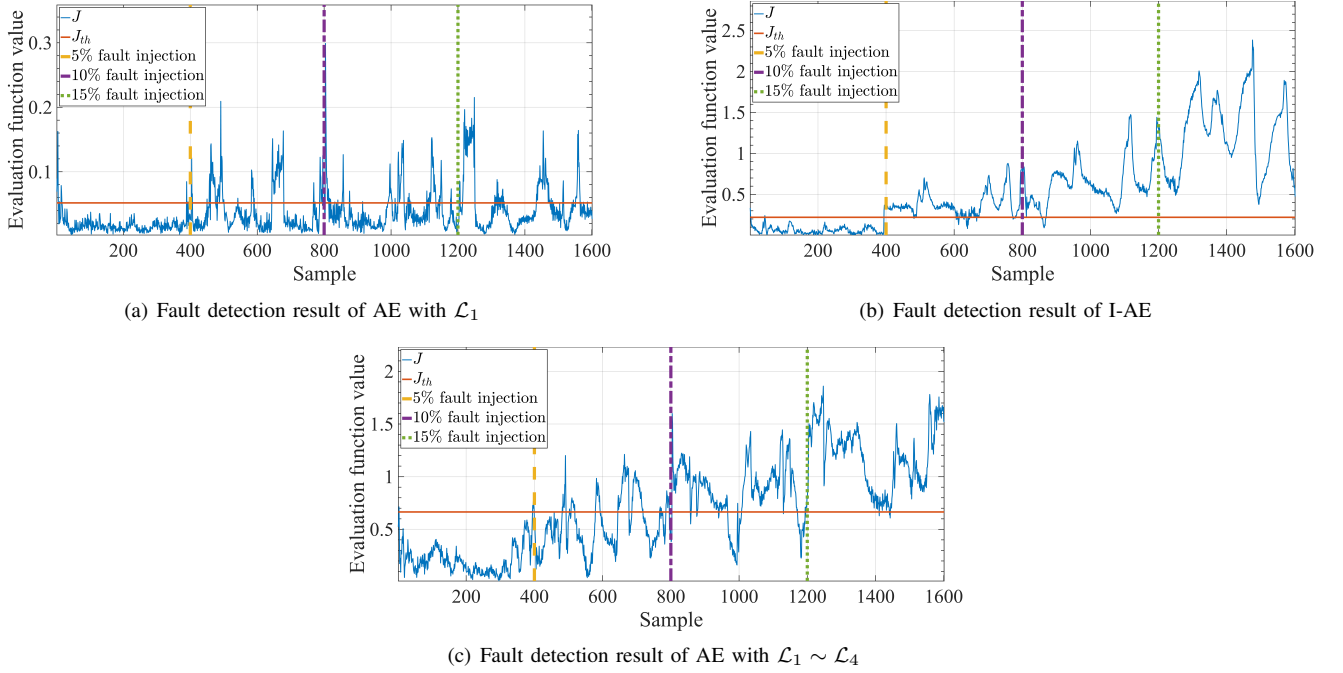 J
J_th
5% fault injection
10% fault injection
15% fault injection
Evaluation function value
0.3
0.2
0.1
200 400 600 800 1000 1200 1400 1600
Sample
(a) Fault detection result of AE with ℒ1
J
J_th
5% fault injection
10% fault injection
15% fault injection
Evaluation function value
2.5
2
1.5
1
0.5
0
200 400 600 800 1000 1200 1400 1600
Sample
(b) Fault detection result of I-AE
J
J_th
5% fault injection
10% fault injection
15% fault injection
Evaluation function value
2
1.5
1
0.5
200 400 600 800 1000 1200 1400 1600
Sample
(c) Fault detection result of AE with ℒ1 ∼ ℒ4